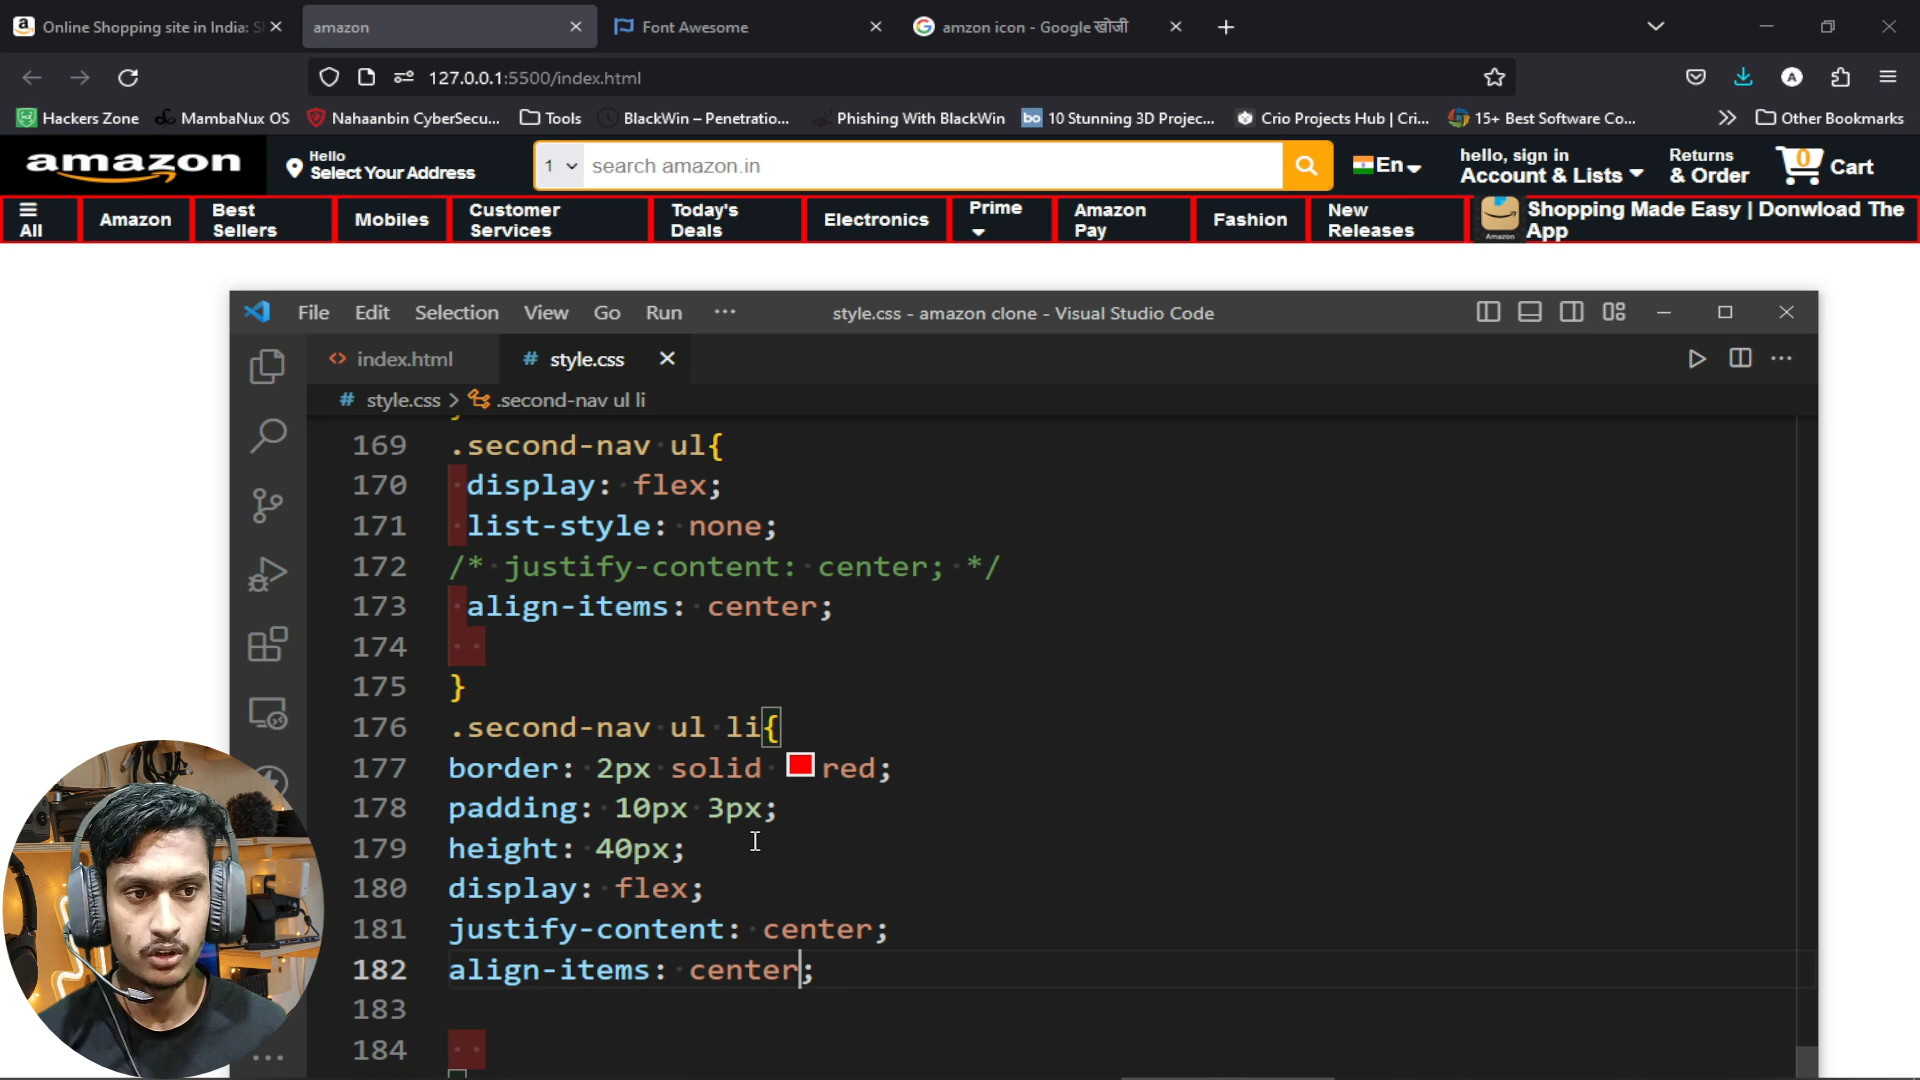 Online Shopping site in India: S
amazon
Font Awesome
amzon icon - Google खोजी
127.0.0.1:5500/index.html
Hackers Zone
MambaNux OS
Nahaanbin CyberSecu...
Tools
BlackWin – Penetratio...
Phishing With BlackWin
10 Stunning 3D Projec...
Crio Projects Hub | Cri...
15+ Best Software Co...
Other Bookmarks
amazon
Hello
Select Your Address
1
search amazon.in
En
hello, sign in
Account & Lists
Returns
& Order
0
Cart
All
Amazon
Best
Sellers
Mobiles
Customer
Services
Today's
Deals
Electronics
Prime
Amazon
Pay
Fashion
New
Releases
Amazon
Shopping Made Easy | Donwload The
App
File
Edit
Selection
View
Go
Run
style.css - amazon clone - Visual Studio Code
index.html
# style.css
# style.css > .second-nav ul li
169 .second-nav ul{
170 display: flex;
171 list-style: none;
172 /* justify-content: center; */
173 align-items: center;
174
175 }
176 .second-nav ul li{
177 border: 2px solid red;
178 padding: 10px 3px;
179 height: 40px;
180 display: flex;
181 justify-content: center;
182 align-items: center;
183
184